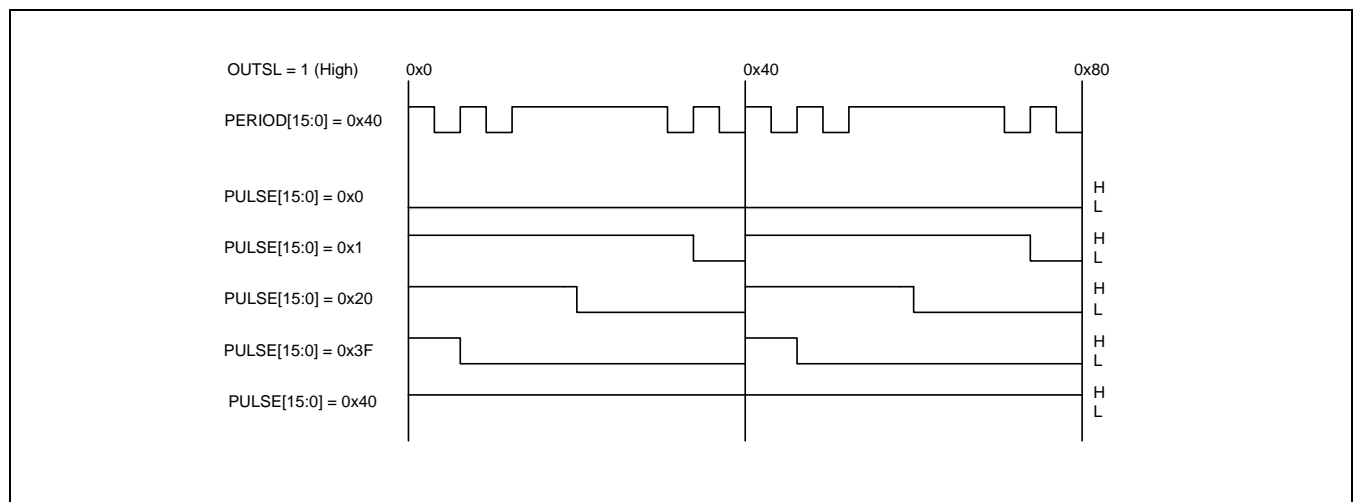 OUTSL = 1 (High) 0x0 0x40 0x80
PERIOD[15:0] = 0x40
PULSE[15:0] = 0x0 H
L
PULSE[15:0] = 0x1 H
L
PULSE[15:0] = 0x20 H
L
PULSE[15:0] = 0x3F H
L
PULSE[15:0] = 0x40 H
L